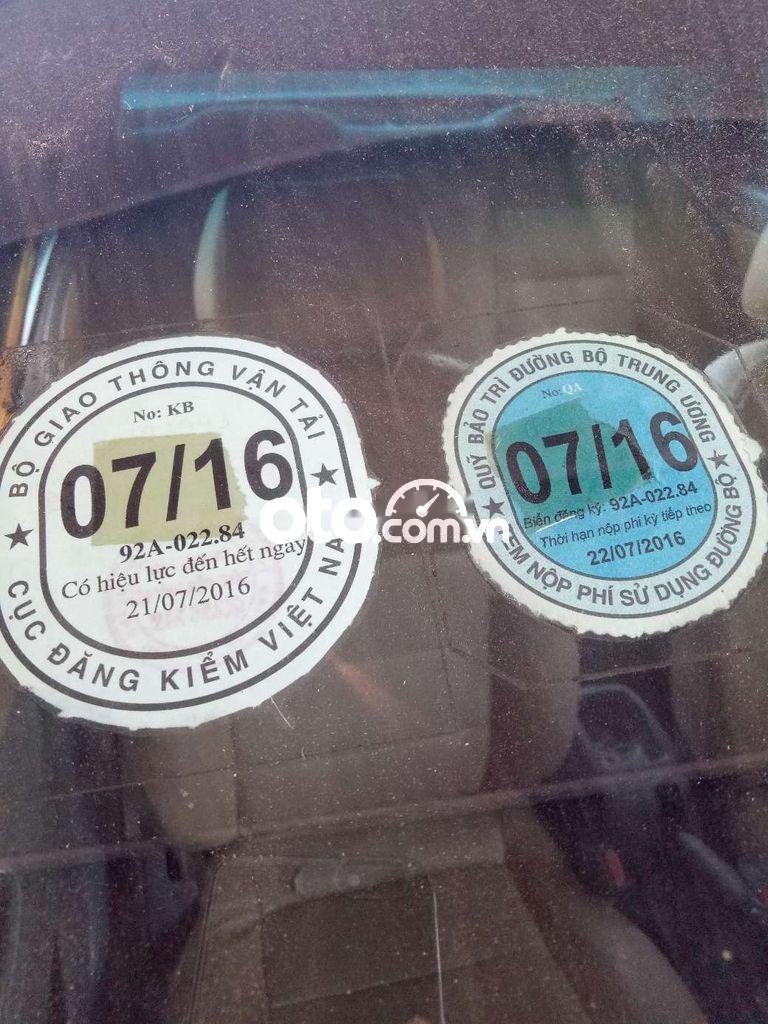 BỘ GIAO THÔNG VẬN TẢI
No: KB
07/16
92A-022.84
Có hiệu lực đến hết ngày
21/07/2016
CỤC ĐĂNG KIỂM VIỆT NA
QUỸ BẢO TRÌ ĐƯỜNG BỘ TRUNG ƯƠNG
No: QA
07/16
Biển đăng ký: 92A-022.84
Thời hạn nộp phí kỳ tiếp theo
22/07/2016
EM NỘP PHÍ SỬ DỤNG ĐƯỜNG BỘ
oto.com.vn